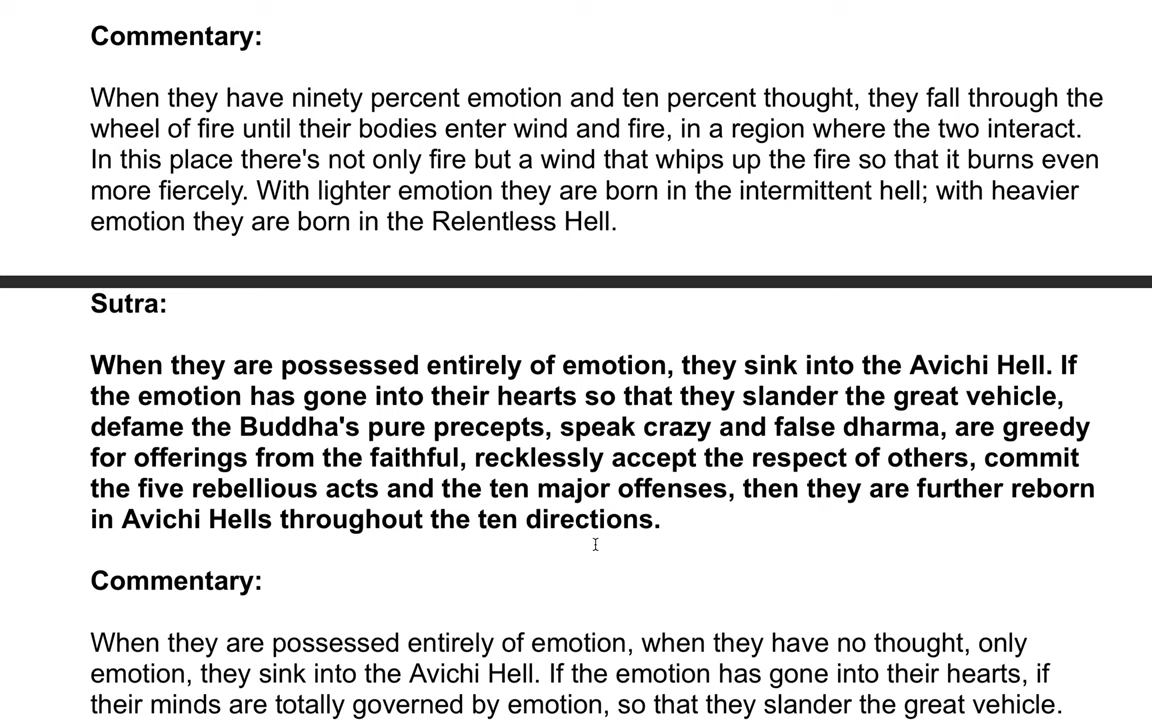 Commentary:
When they have ninety percent emotion and ten percent thought, they fall through the
wheel of fire until their bodies enter wind and fire, in a region where the two interact.
In this place there's not only fire but a wind that whips up the fire so that it burns even
more fiercely. With lighter emotion they are born in the intermittent hell; with heavier
emotion they are born in the Relentless Hell.
Sutra:
When they are possessed entirely of emotion, they sink into the Avichi Hell. If
the emotion has gone into their hearts so that they slander the great vehicle,
defame the Buddha's pure precepts, speak crazy and false dharma, are greedy
for offerings from the faithful, recklessly accept the respect of others, commit
the five rebellious acts and the ten major offenses, then they are further reborn
in Avichi Hells throughout the ten directions.
Commentary:
When they are possessed entirely of emotion, when they have no thought, only
emotion, they sink into the Avichi Hell. If the emotion has gone into their hearts, if
their minds are totally governed by emotion, so that they slander the great vehicle.